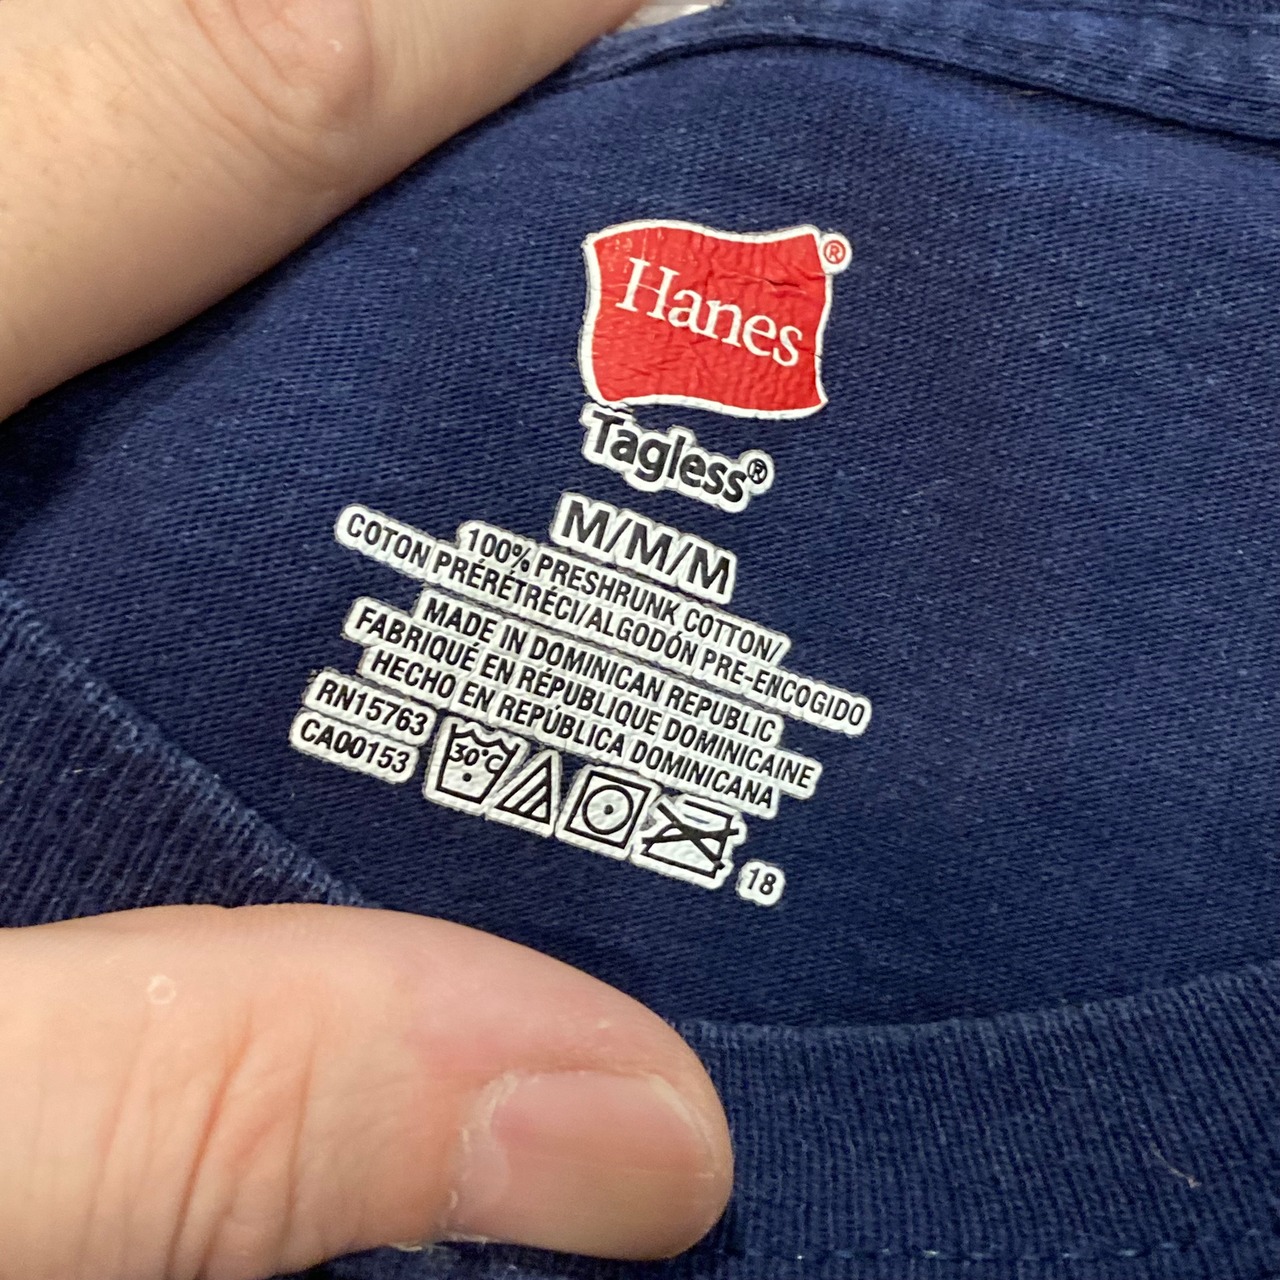 Hanes®
Tagless®
M/M/M
100% PRESHRUNK COTTON/
COTON PRÉRÉTRÉCI/ALGODÓN PRE-ENCOGIDO
MADE IN DOMINICAN REPUBLIC
FABRIQUÉ EN RÉPUBLIQUE DOMINICAINE
HECHO EN REPÚBLICA DOMINICANA
RN15763
CA00153
30°C
18